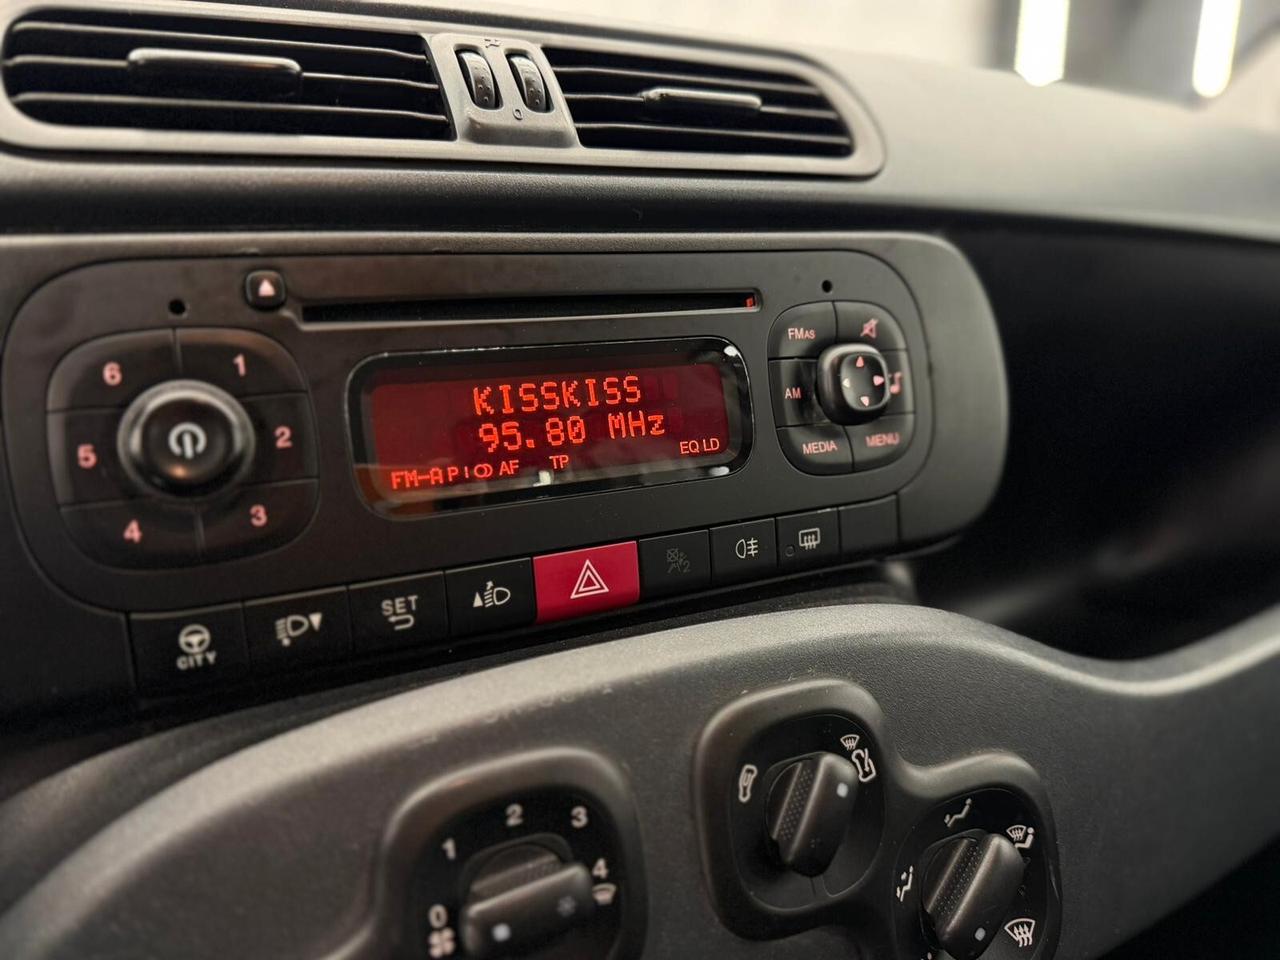 6 1
5 2
4 3
KISSKISS
95.80 MHz
EQ LD
FM-A P I AF TP
FMAS
AM
MEDIA MENU
CITY
SET
2
1 2 3
4
0